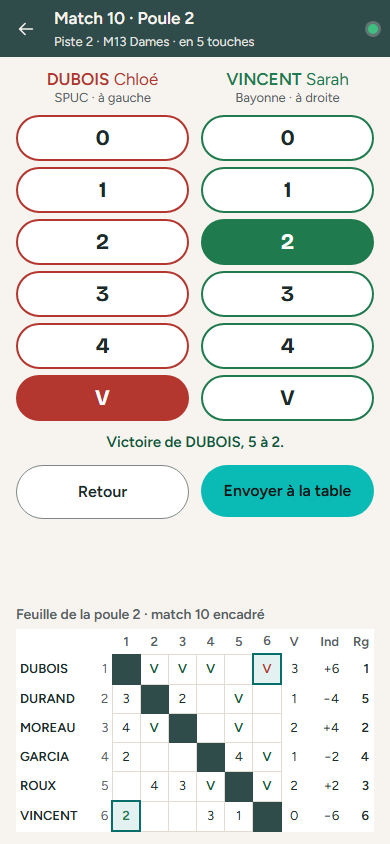 Match 10 · Poule 2
Piste 2 · M13 Dames · en 5 touches
DUBOIS Chloé VINCENT Sarah
SPUC · à gauche Bayonne · à droite
0 0
1 1
2 2
3 3
4 4
V V
Victoire de DUBOIS, 5 à 2.
Retour Envoyer à la table
Feuille de la poule 2 · match 10 encadré
1 2 3 4 5 6 V Ind Rg
DUBOIS 1 V V V V 3 +6 1
DURAND 2 3 2 V 1 −4 5
MOREAU 3 4 V V 2 +4 2
GARCIA 4 2 4 V 1 −2 4
ROUX 5 4 3 V V 2 +2 3
VINCENT 6 2 3 1 0 −6 6